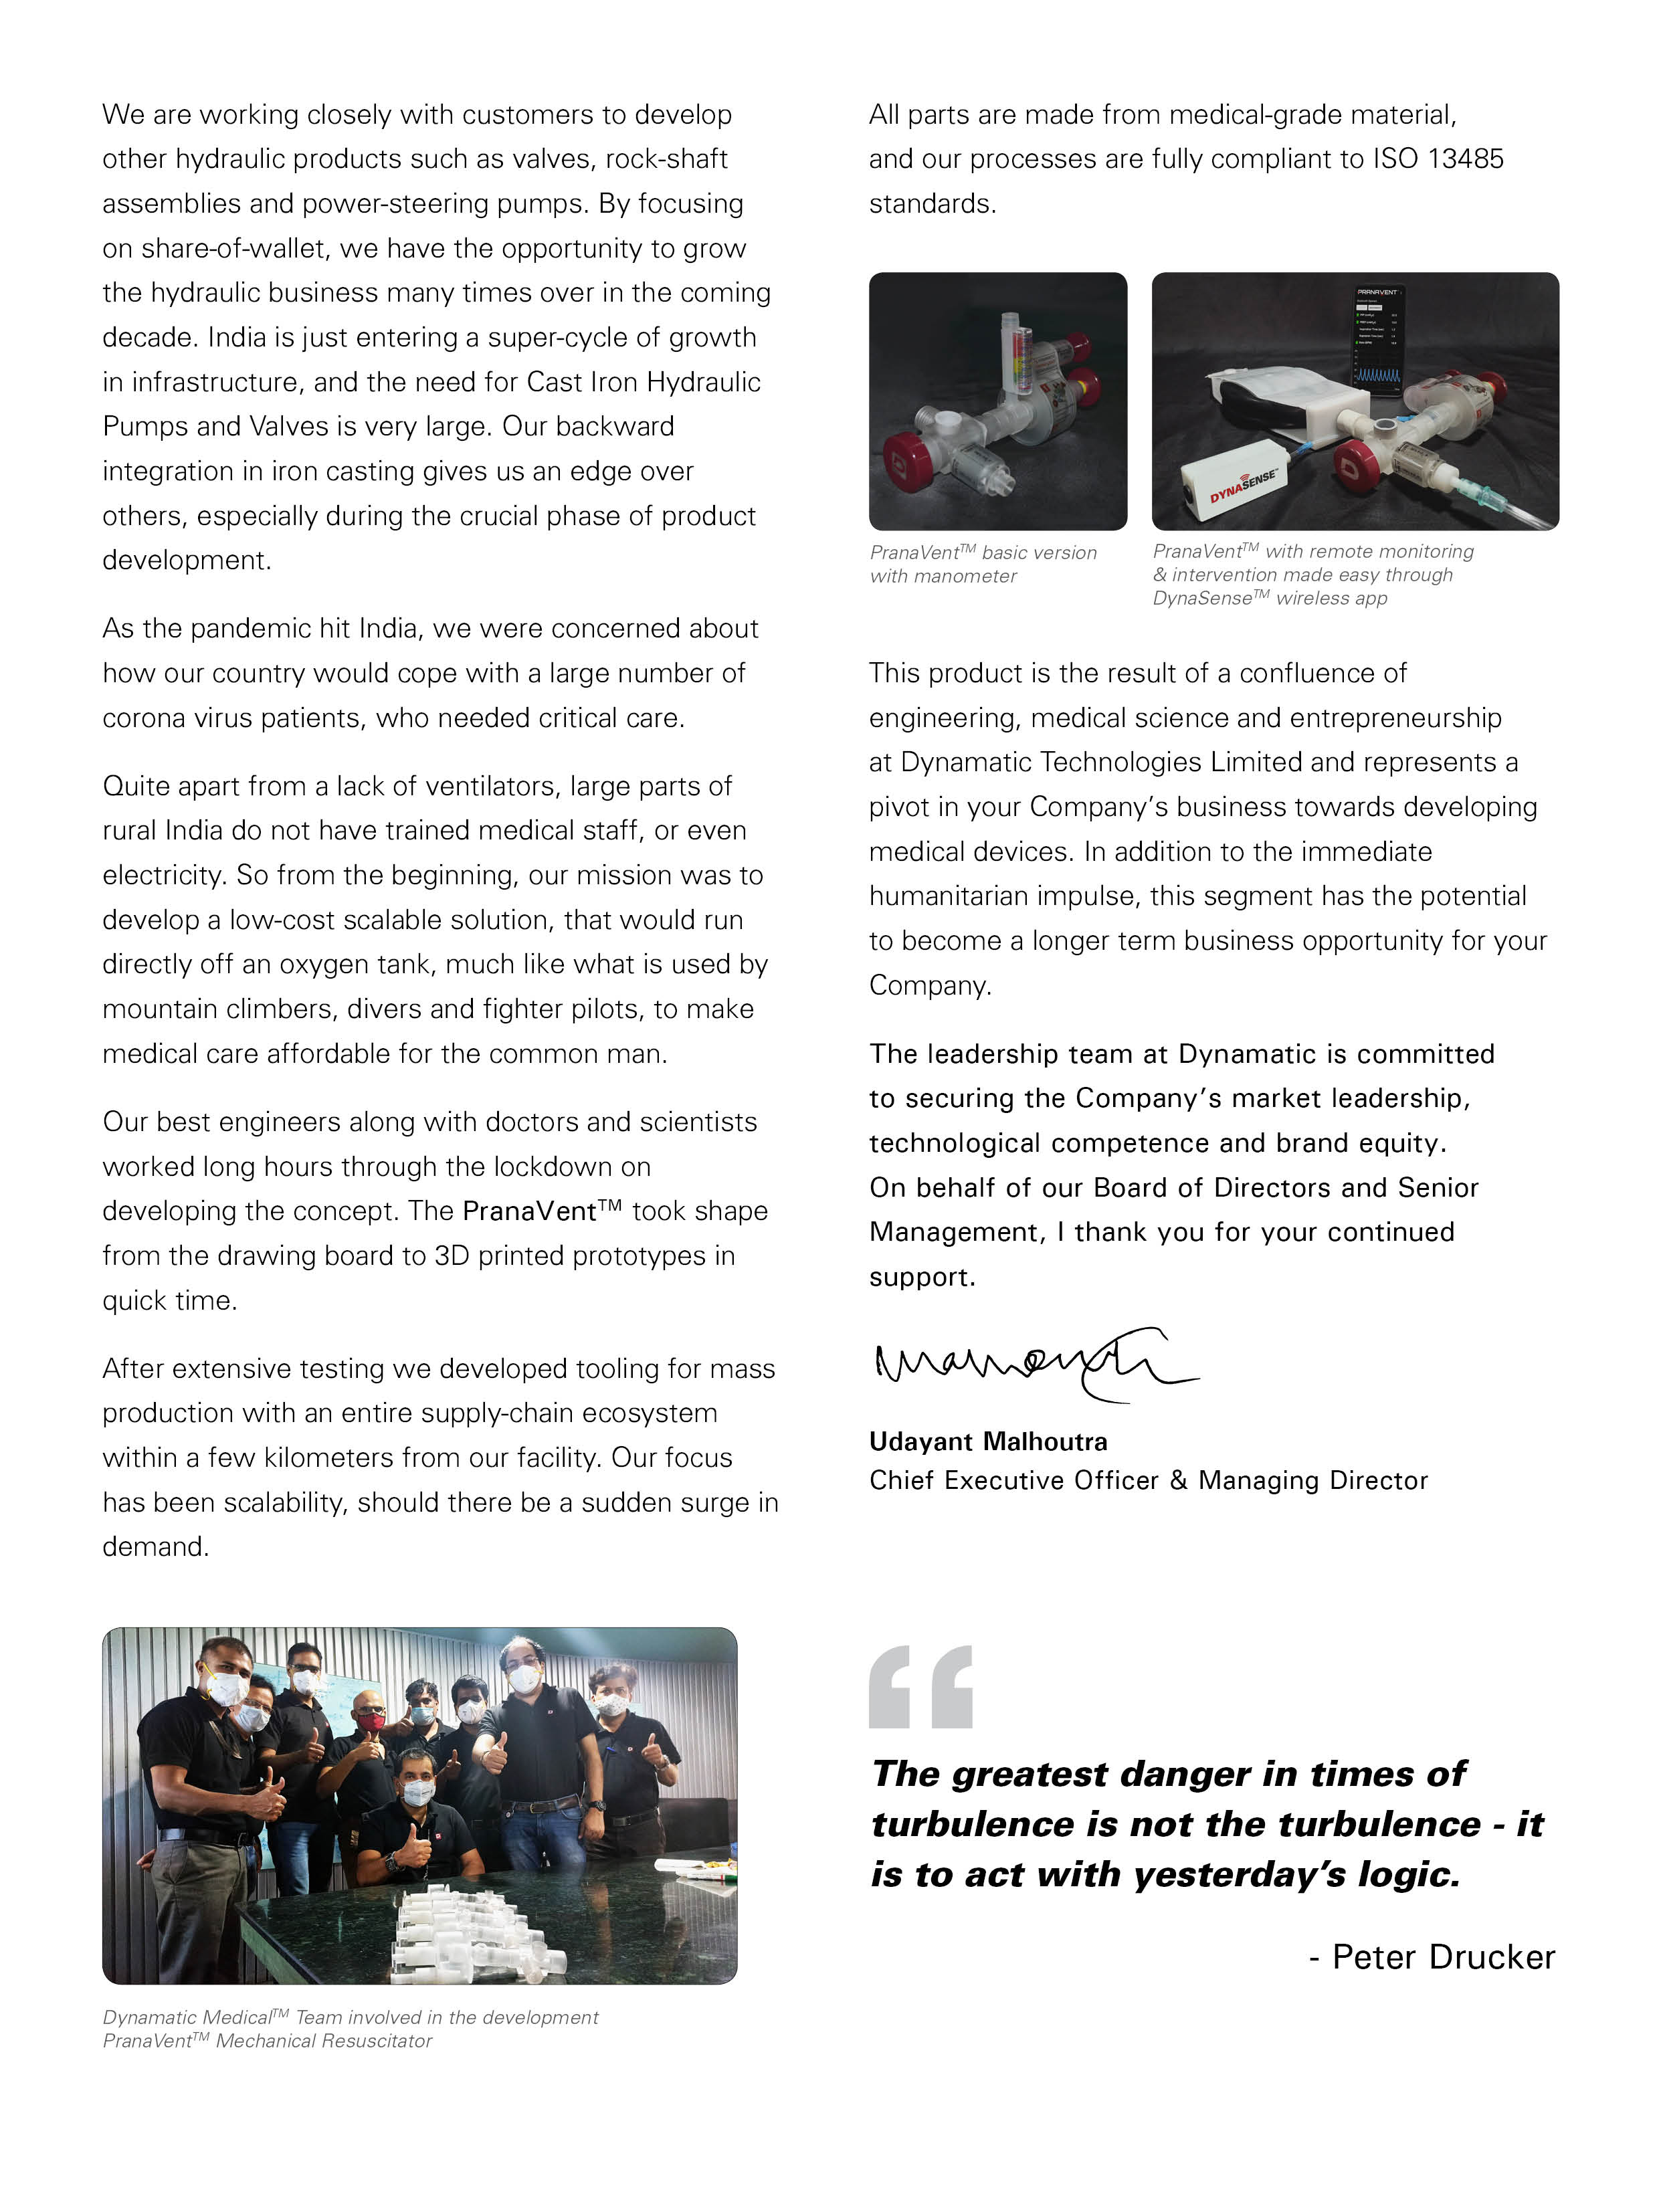 We are working closely with customers to develop
other hydraulic products such as valves, rock-shaft
assemblies and power-steering pumps. By focusing
on share-of-wallet, we have the opportunity to grow
the hydraulic business many times over in the coming
decade. India is just entering a super-cycle of growth
in infrastructure, and the need for Cast Iron Hydraulic
Pumps and Valves is very large. Our backward
integration in iron casting gives us an edge over
others, especially during the crucial phase of product
development.
As the pandemic hit India, we were concerned about
how our country would cope with a large number of
corona virus patients, who needed critical care.
Quite apart from a lack of ventilators, large parts of
rural India do not have trained medical staff, or even
electricity. So from the beginning, our mission was to
develop a low-cost scalable solution, that would run
directly off an oxygen tank, much like what is used by
mountain climbers, divers and fighter pilots, to make
medical care affordable for the common man.
Our best engineers along with doctors and scientists
worked long hours through the lockdown on
developing the concept. The PranaVent™ took shape
from the drawing board to 3D printed prototypes in
quick time.
After extensive testing we developed tooling for mass
production with an entire supply-chain ecosystem
within a few kilometers from our facility. Our focus
has been scalability, should there be a sudden surge in
demand.
Dynamatic Medical™ Team involved in the development
PranaVent™ Mechanical Resuscitator
All parts are made from medical-grade material,
and our processes are fully compliant to ISO 13485
standards.
PRANAVENT
DYNASENSE™
PranaVent™ basic version
with manometer
PranaVent™ with remote monitoring
& intervention made easy through
DynaSense™ wireless app
This product is the result of a confluence of
engineering, medical science and entrepreneurship
at Dynamatic Technologies Limited and represents a
pivot in your Company’s business towards developing
medical devices. In addition to the immediate
humanitarian impulse, this segment has the potential
to become a longer term business opportunity for your
Company.
The leadership team at Dynamatic is committed
to securing the Company’s market leadership,
technological competence and brand equity.
On behalf of our Board of Directors and Senior
Management, I thank you for your continued
support.
Udayant Malhoutra
Chief Executive Officer & Managing Director
“
The greatest danger in times of
turbulence is not the turbulence - it
is to act with yesterday’s logic.
- Peter Drucker